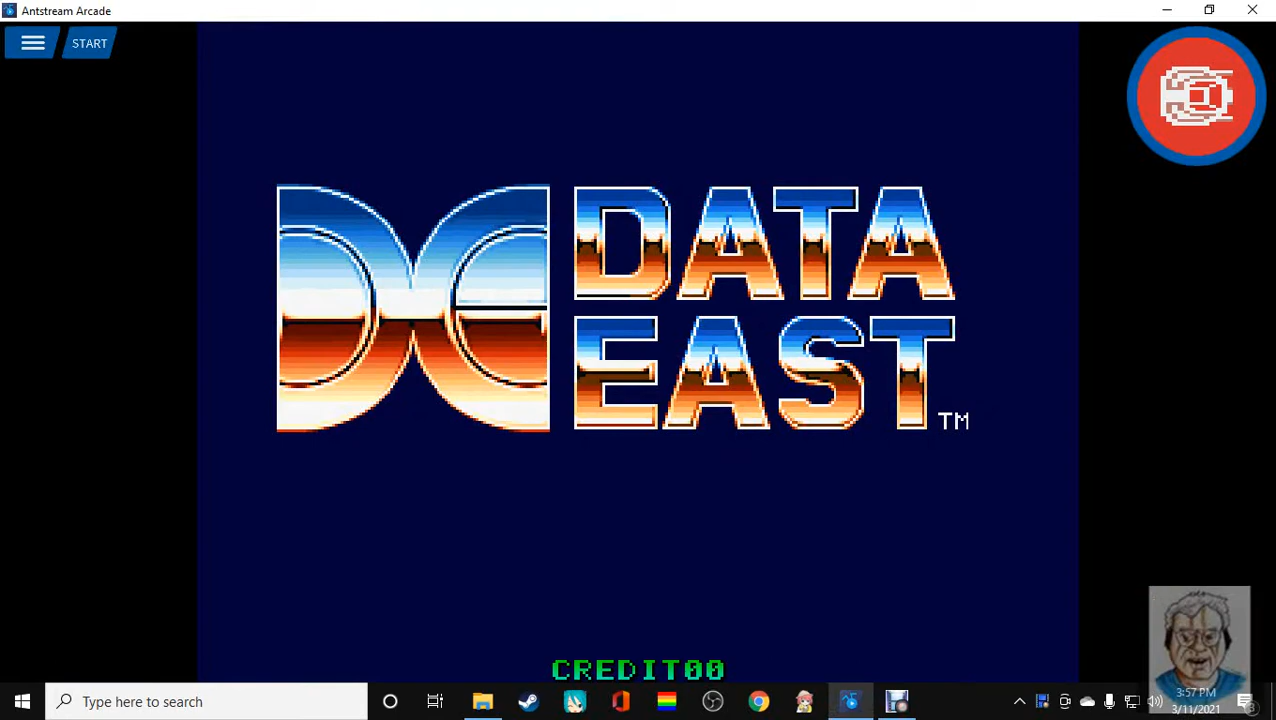 Antstream Arcade
START
DATA
EAST
TM
CREDIT00
Type here to search
3:57 PM
3/11/2021